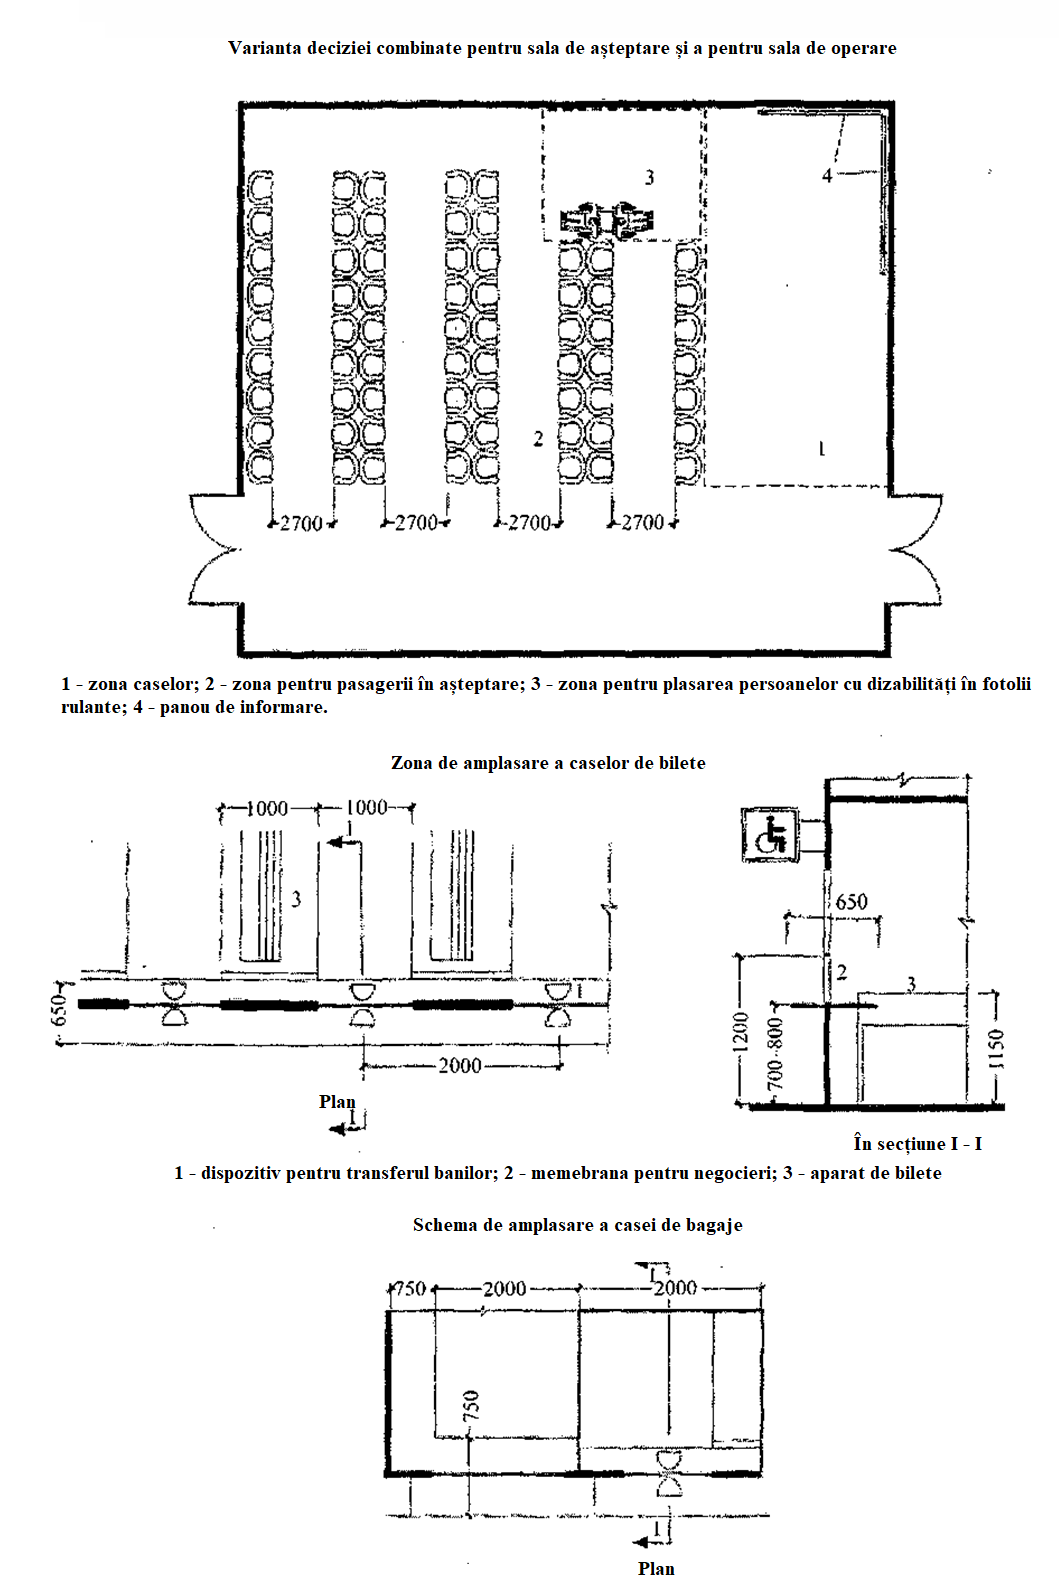 Varianta deciziei combinate pentru sala de așteptare și a pentru sala de operare
3
4
2
1
2700 2700 2700 2700
1 - zona caselor; 2 - zona pentru pasagerii în așteptare; 3 - zona pentru plasarea persoanelor cu dizabilități în fotolii
rulante; 4 - panou de informare.
Zona de amplasare a caselor de bilete
1000 1000
I
3
1
650
2000
Plan
I
650
2
3
1200
700-800
1150
În secțiune I - I
1 - dispozitiv pentru transferul banilor; 2 - memebrana pentru negocieri; 3 - aparat de bilete
Schema de amplasare a casei de bagaje
I
750 2000 2000
750
I
Plan